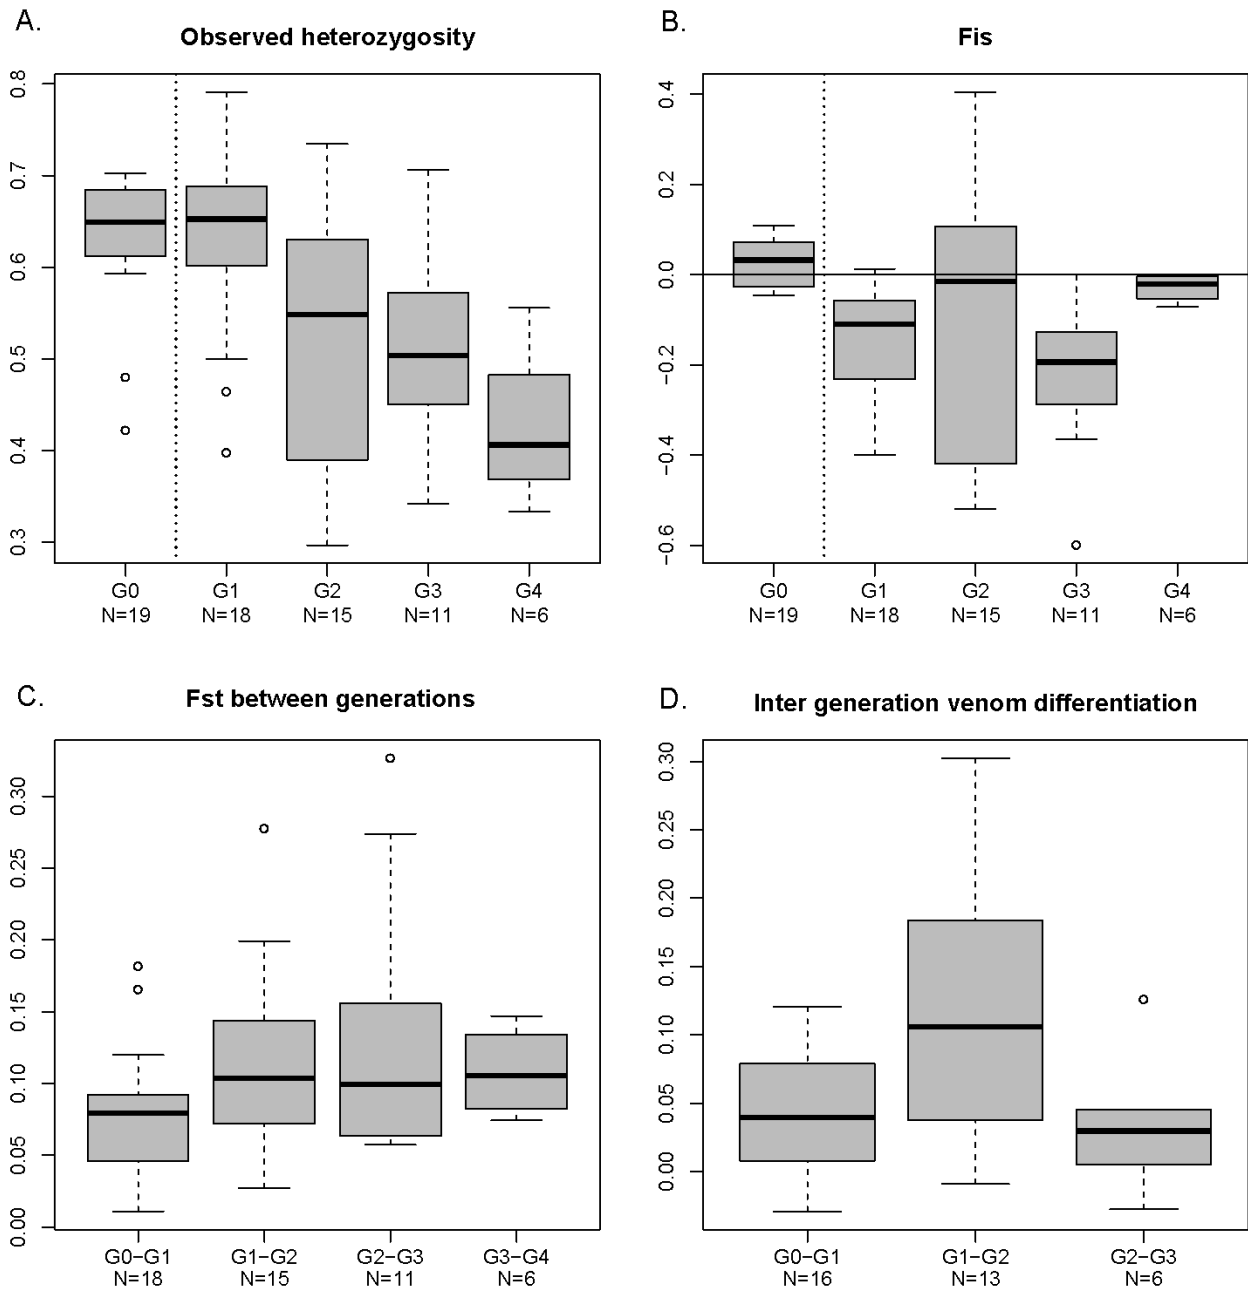 A.
Observed heterozygosity
0.8
0.7
0.6
0.5
0.4
0.3
G0 G1 G2 G3 G4
N=19 N=18 N=15 N=11 N=6
B.
Fis
0.4
0.2
0.0
−0.2
−0.4
−0.6
G0 G1 G2 G3 G4
N=19 N=18 N=15 N=11 N=6
C.
Fst between generations
0.30
0.25
0.20
0.15
0.10
0.05
0.00
G0−G1 G1−G2 G2−G3 G3−G4
N=18 N=15 N=11 N=6
D.
Inter generation venom differentiation
0.30
0.25
0.20
0.15
0.10
0.05
0.00
G0−G1 G1−G2 G2−G3
N=16 N=13 N=6